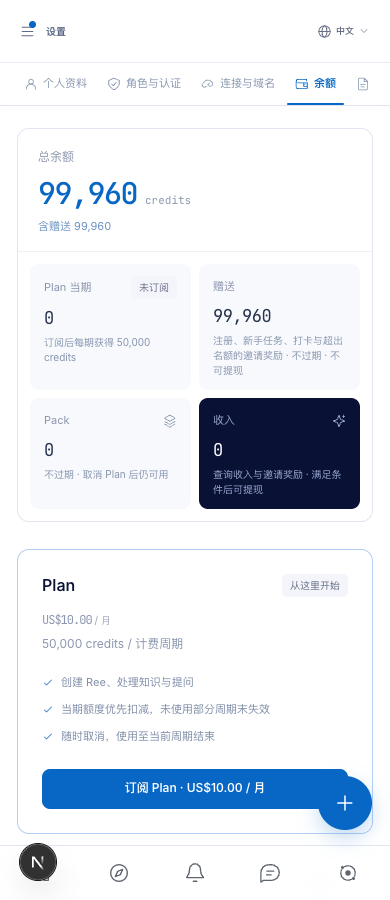 设置
中文
个人资料
角色与认证
连接与域名
余额
总余额
99,960 credits
含赠送 99,960
Plan 当期
未订阅
0
订阅后每期获得 50,000
credits
赠送
99,960
注册、新手任务、打卡与超出
名额的邀请奖励 · 不过期 · 不
可提现
Pack
0
不过期 · 取消 Plan 后仍可用
收入
0
查询收入与邀请奖励 · 满足条
件后可提现
Plan
从这里开始
US$10.00 / 月
50,000 credits / 计费周期
创建 Ree、处理知识与提问
当期额度优先扣减，未使用部分周期末失效
随时取消，使用至当前周期结束
订阅 Plan · US$10.00 / 月
N